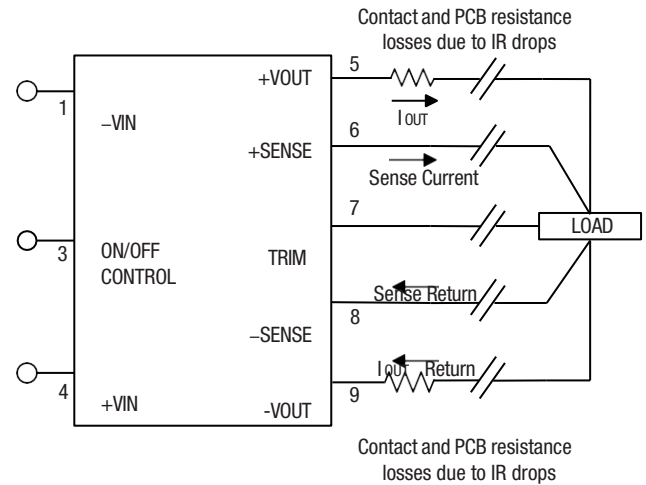 Contact and PCB resistance
losses due to IR drops
5
+VOUT
1
–VIN
IOUT
6
+SENSE
Sense Current
7
LOAD
3
ON/OFF
CONTROL
TRIM
Sense Return
8
–SENSE
IOUT Return
4
+VIN
9
-VOUT
Contact and PCB resistance
losses due to IR drops